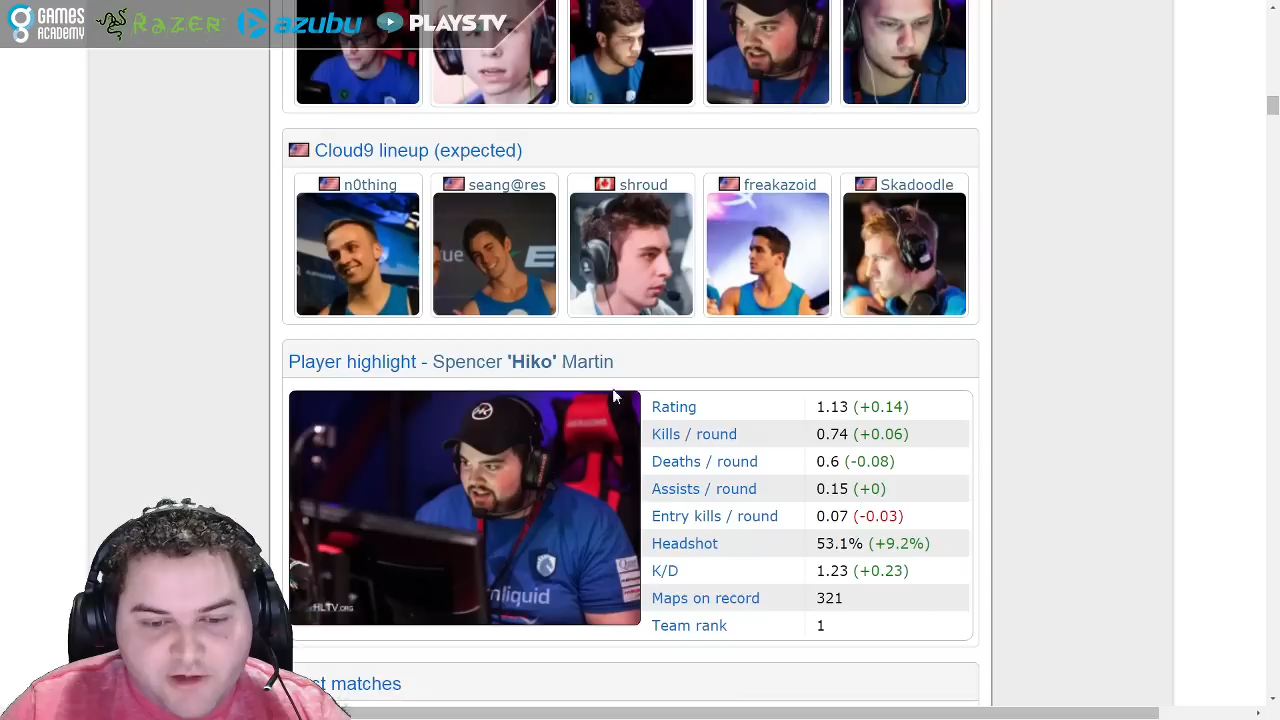 GAMES ACADEMY RAZER azubu PLAYS.TV
Cloud9 lineup (expected)
n0thing seang@res shroud freakazoid Skadoodle
Player highlight - Spencer 'Hiko' Martin
Rating 1.13 (+0.14)
Kills / round 0.74 (+0.06)
Deaths / round 0.6 (-0.08)
Assists / round 0.15 (+0)
Entry kills / round 0.07 (-0.03)
Headshot 53.1% (+9.2%)
K/D 1.23 (+0.23)
Maps on record 321
Team rank 1
HLTV.ORG
liquid
st matches